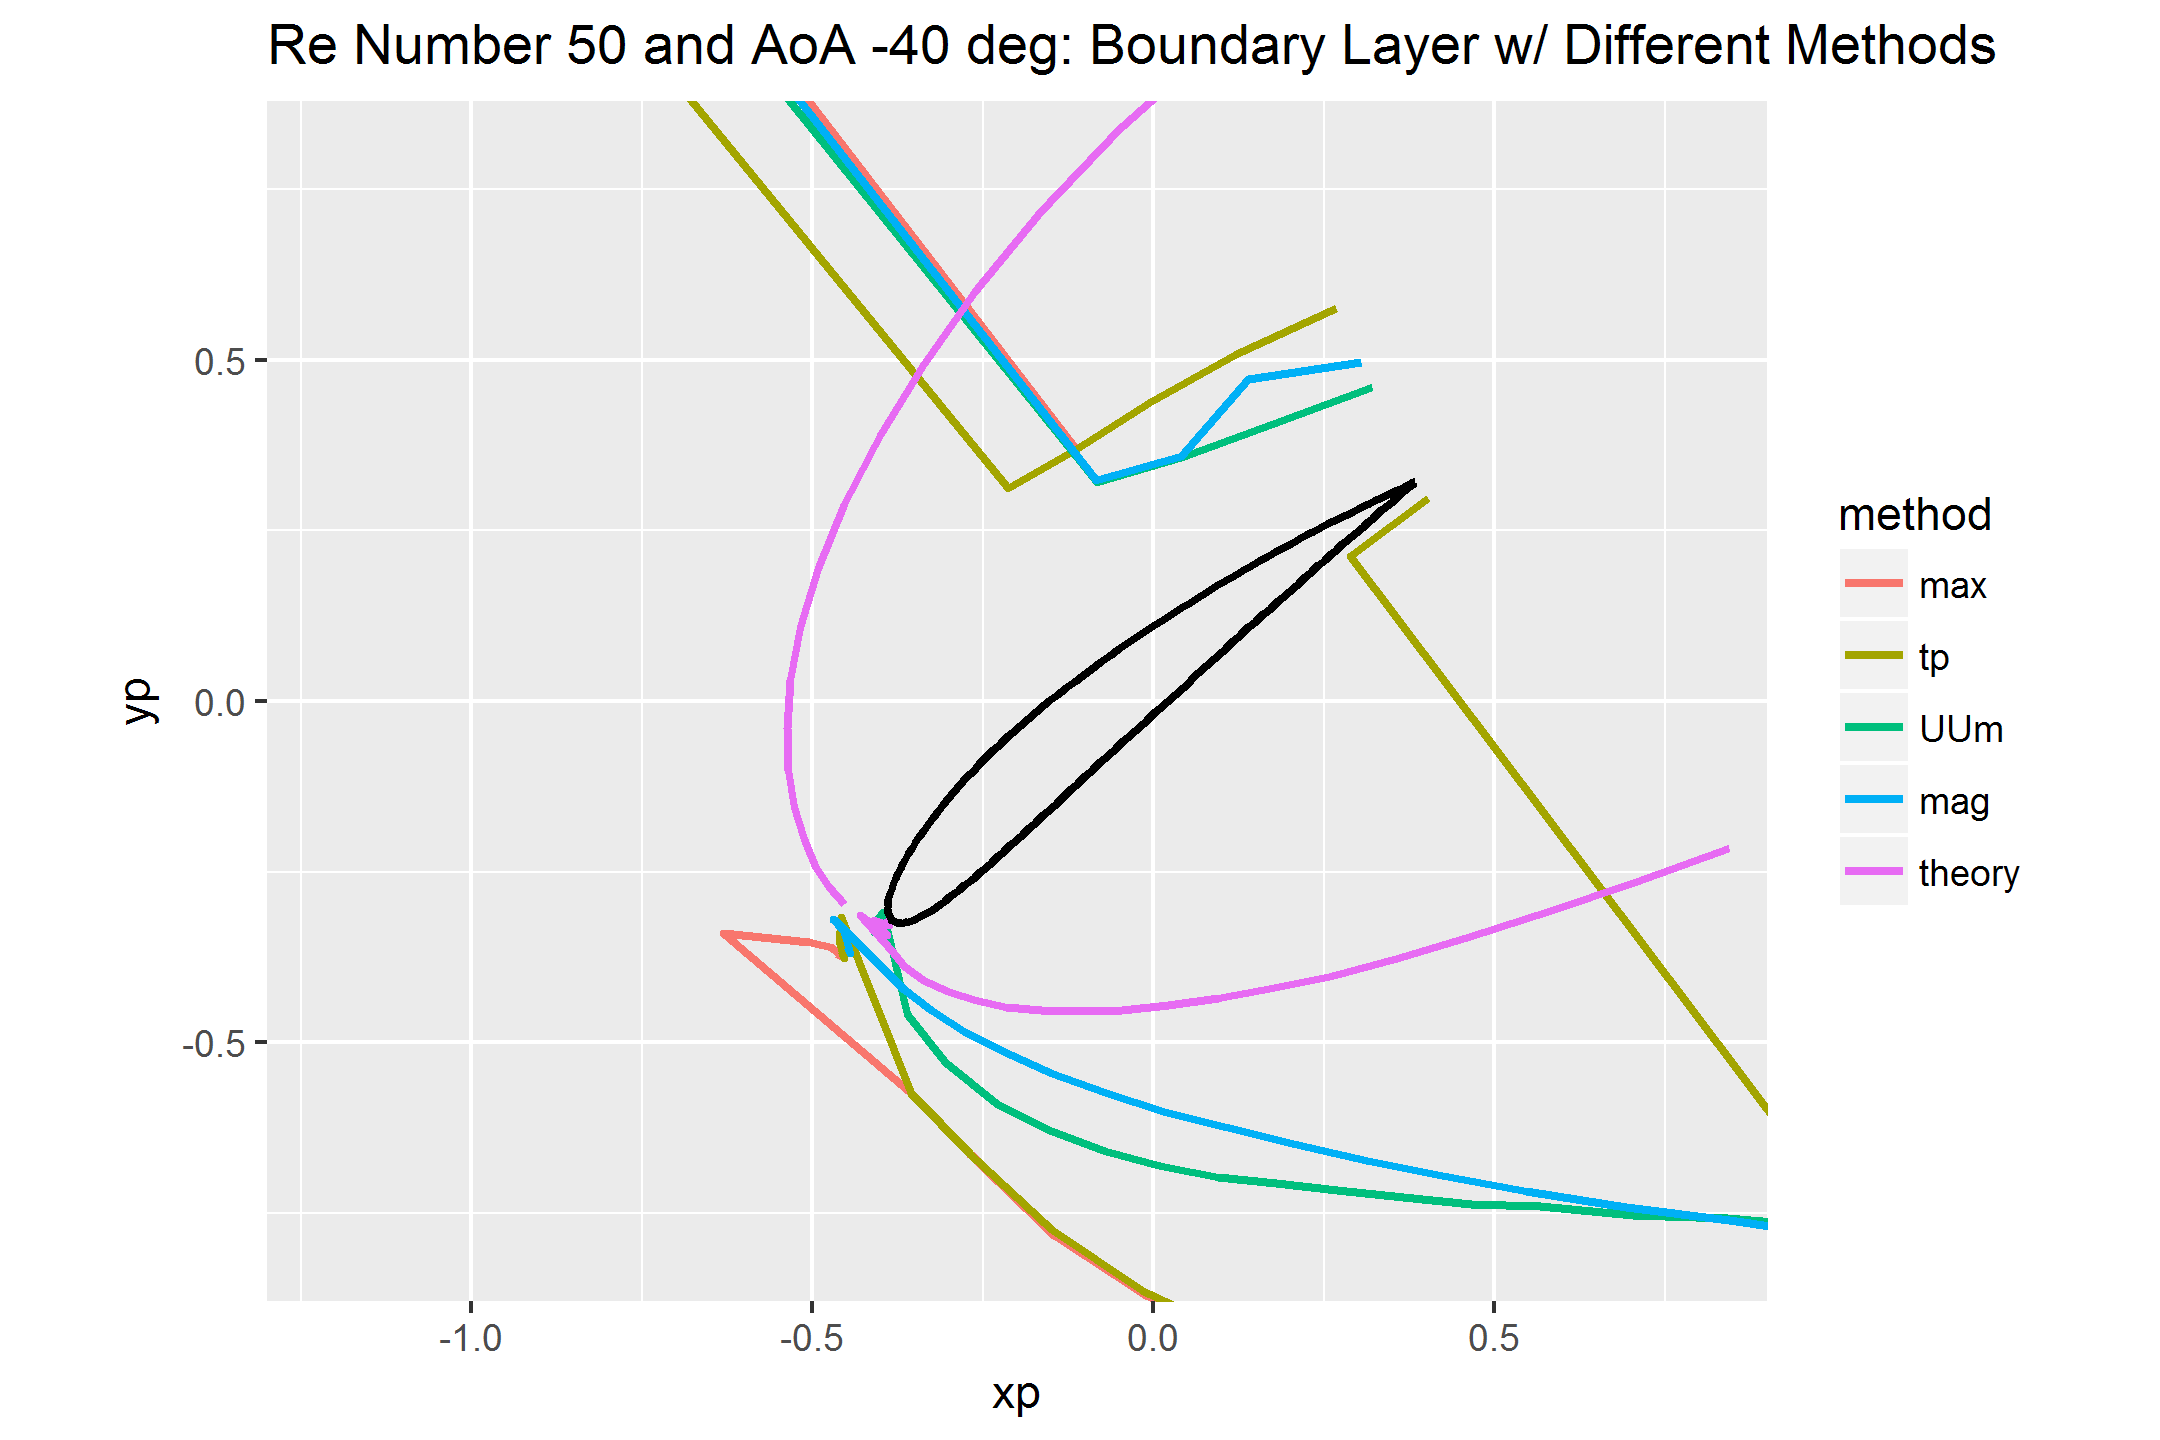 Re Number 50 and AoA -40 deg: Boundary Layer w/ Different Methods
0.5
0.0
-0.5
yp
-1.0
-0.5
0.0
0.5
xp
method
max
tp
UUm
mag
theory